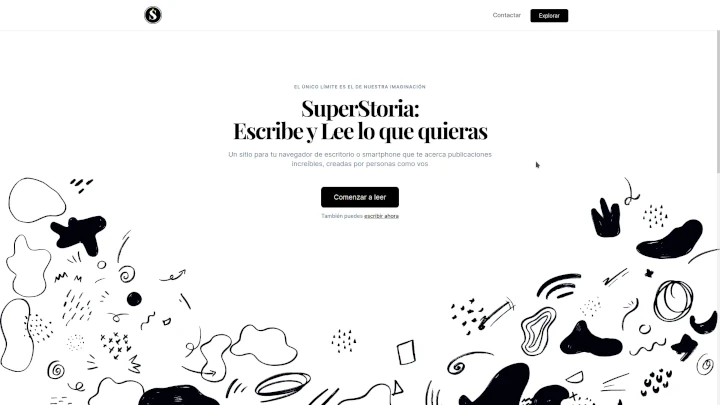 S
Contactar
Explorar
EL ÚNICO LÍMITE ES EL DE NUESTRA IMAGINACIÓN
SuperStoria:
Escribe y Lee lo que quieras
Un sitio para tu navegador de escritorio o smartphone que te acerca publicaciones
increíbles, creadas por personas como vos
Comenzar a leer
También puedes escribir ahora